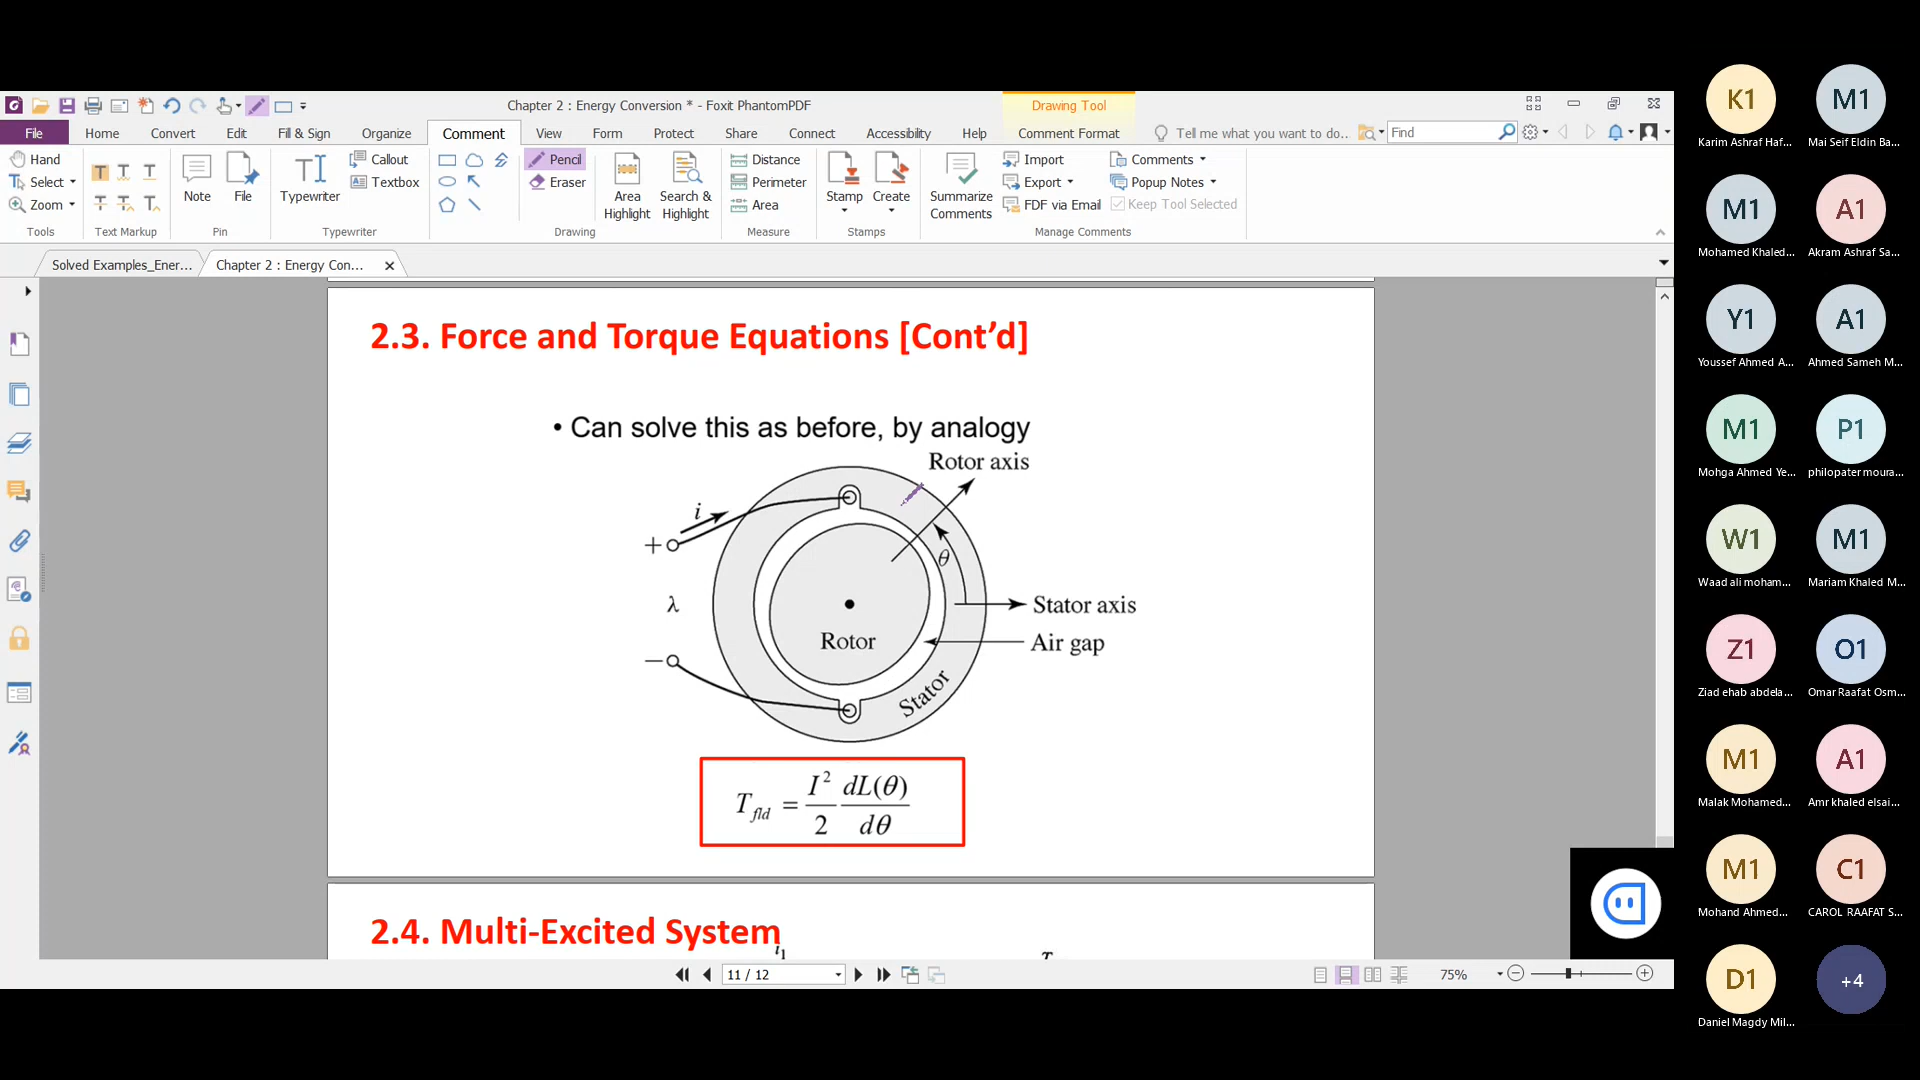 Chapter 2 : Energy Conversion * - Foxit PhantomPDF
Drawing Tool
File Home Convert Edit Fill & Sign Organize Comment View Form Protect Share Connect Accessibility Help Comment Format Tell me what you want to do.. Find
Hand
Select
Zoom
Tools
Text Markup
Note
File
Pin
Typewriter
Callout
Textbox
Typewriter
Pencil
Eraser
Area Highlight
Search & Highlight
Drawing
Distance
Perimeter
Area
Measure
Stamp
Create
Stamps
Summarize Comments
Import
Export
FDF via Email
Comments
Popup Notes
Keep Tool Selected
Manage Comments
Solved Examples_Ener... Chapter 2 : Energy Con...
2.3. Force and Torque Equations [Cont’d]
• Can solve this as before, by analogy
Rotor axis
i
+
θ
λ
Stator axis
Rotor
Air gap
−
Stator
T_fld = I²/2 dL(θ)/dθ
2.4. Multi-Excited System
i₁
11 / 12
75%
K1 M1
Karim Ashraf Haf... Mai Seif Eldin Ba...
M1 A1
Mohamed Khaled... Akram Ashraf Sa...
Y1 A1
Youssef Ahmed A... Ahmed Sameh M...
M1 P1
Mohga Ahmed Ye... philopater moura...
W1 M1
Waad ali moham... Mariam Khaled M...
Z1 O1
Ziad ehab abdela... Omar Raafat Osm...
M1 A1
Malak Mohamed... Amr khaled elsai...
M1 C1
Mohand Ahmed... CAROL RAAFAT S...
D1 +4
Daniel Magdy Mil...